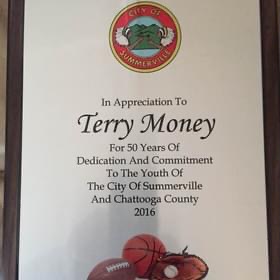 CITY OF
SUMMERVILLE
In Appreciation To
Terry Money
For 50 Years Of
Dedication And Commitment
To The Youth Of
The City Of Summerville
And Chattooga County
2016